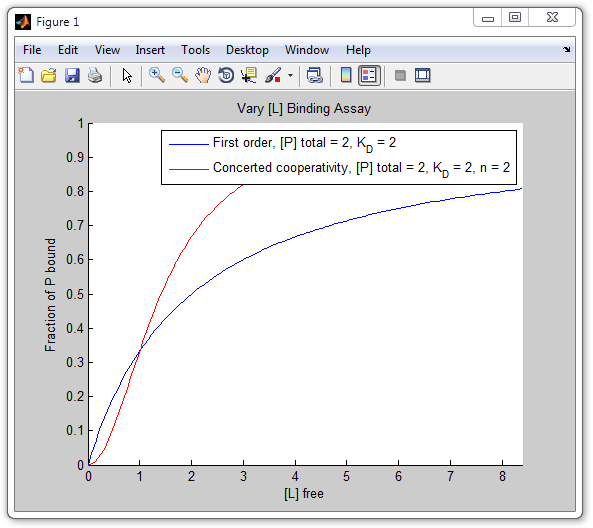 Figure 1
File Edit View Insert Tools Desktop Window Help
Vary [L] Binding Assay
First order, [P] total = 2, K_D = 2
Concerted cooperativity, [P] total = 2, K_D = 2, n = 2
Fraction of P bound
1
0.9
0.8
0.7
0.6
0.5
0.4
0.3
0.2
0.1
0
0 1 2 3 4 5 6 7 8
[L] free